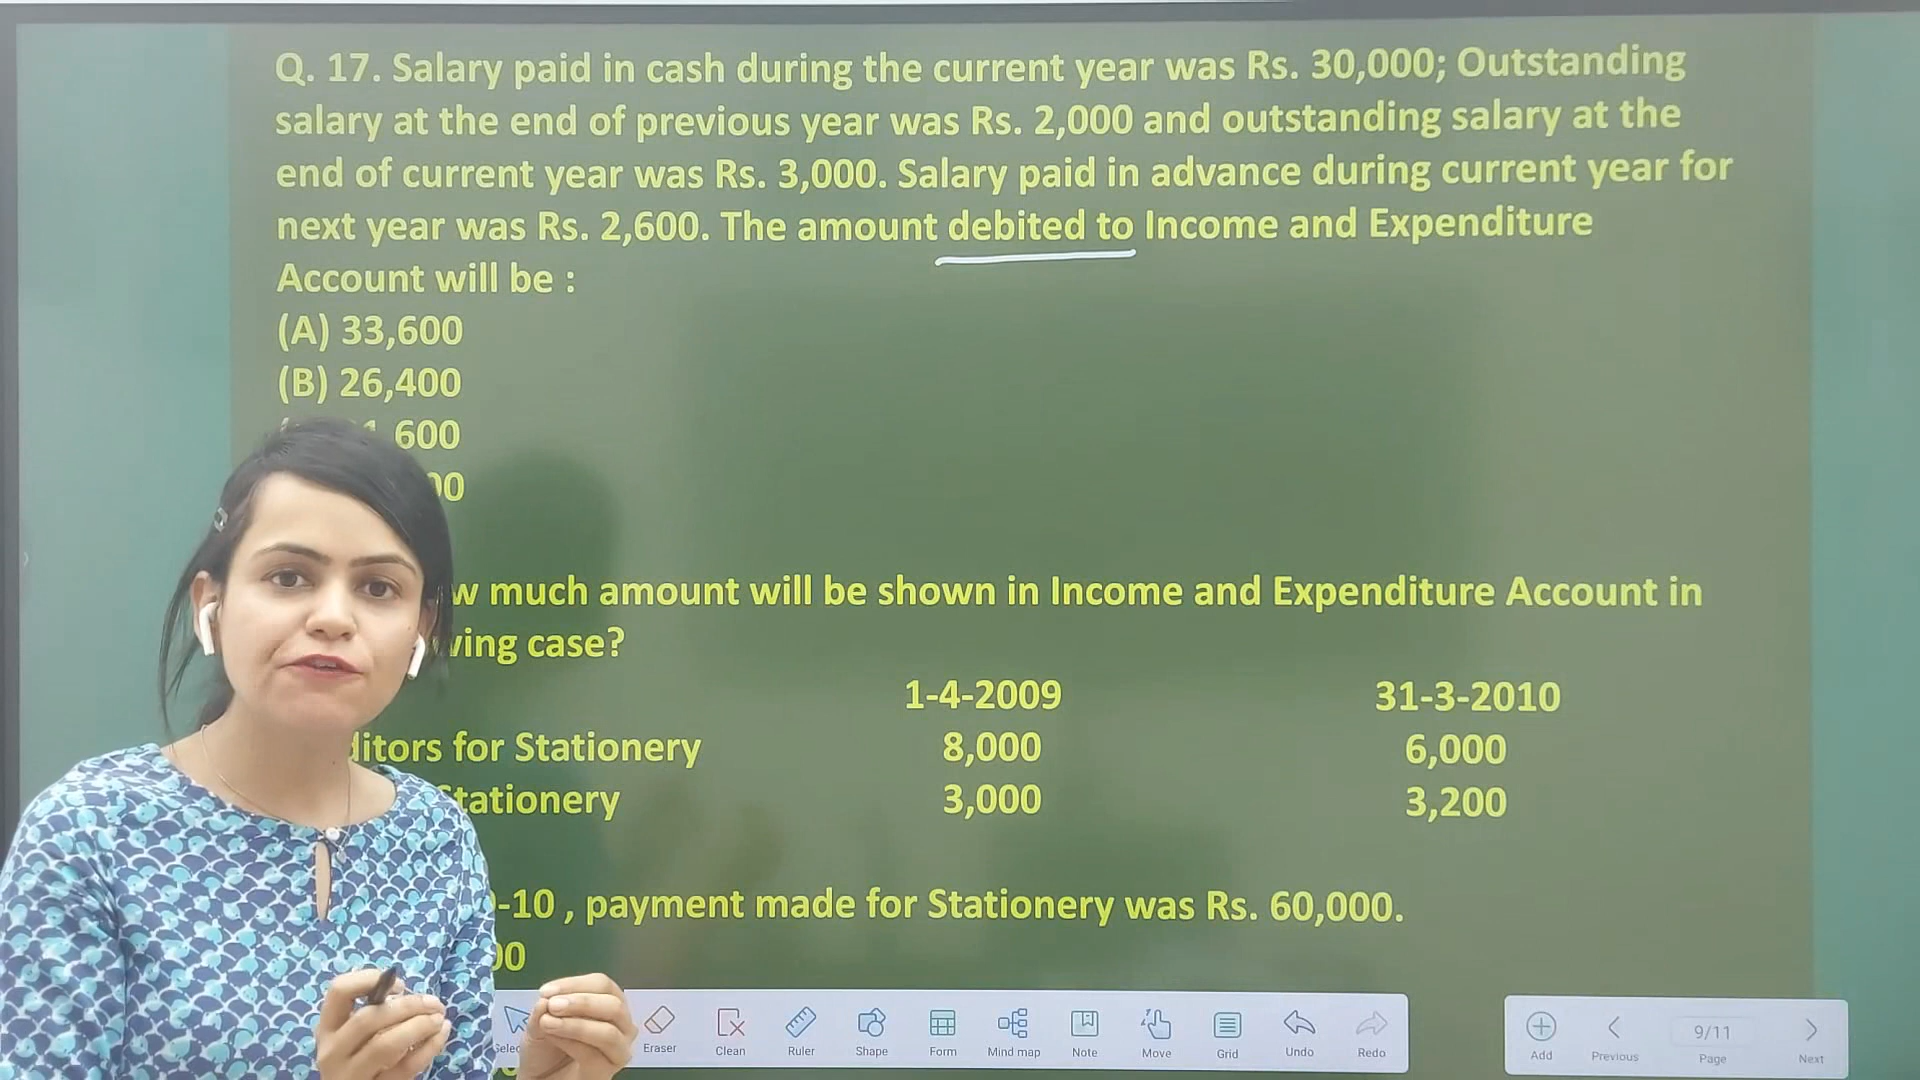 Q. 17. Salary paid in cash during the current year was Rs. 30,000; Outstanding
salary at the end of previous year was Rs. 2,000 and outstanding salary at the
end of current year was Rs. 3,000. Salary paid in advance during current year for
next year was Rs. 2,600. The amount debited to Income and Expenditure
Account will be :
(A) 33,600
(B) 26,400
600
00
w much amount will be shown in Income and Expenditure Account in
ving case?
1-4-2009 31-3-2010
ditors for Stationery 8,000 6,000
Stationery 3,000 3,200
-10 , payment made for Stationery was Rs. 60,000.
00
Selec Eraser Clean Ruler Shape Form Mind map Note Move Grid Undo Redo
Add Previous 9/11 Page Next